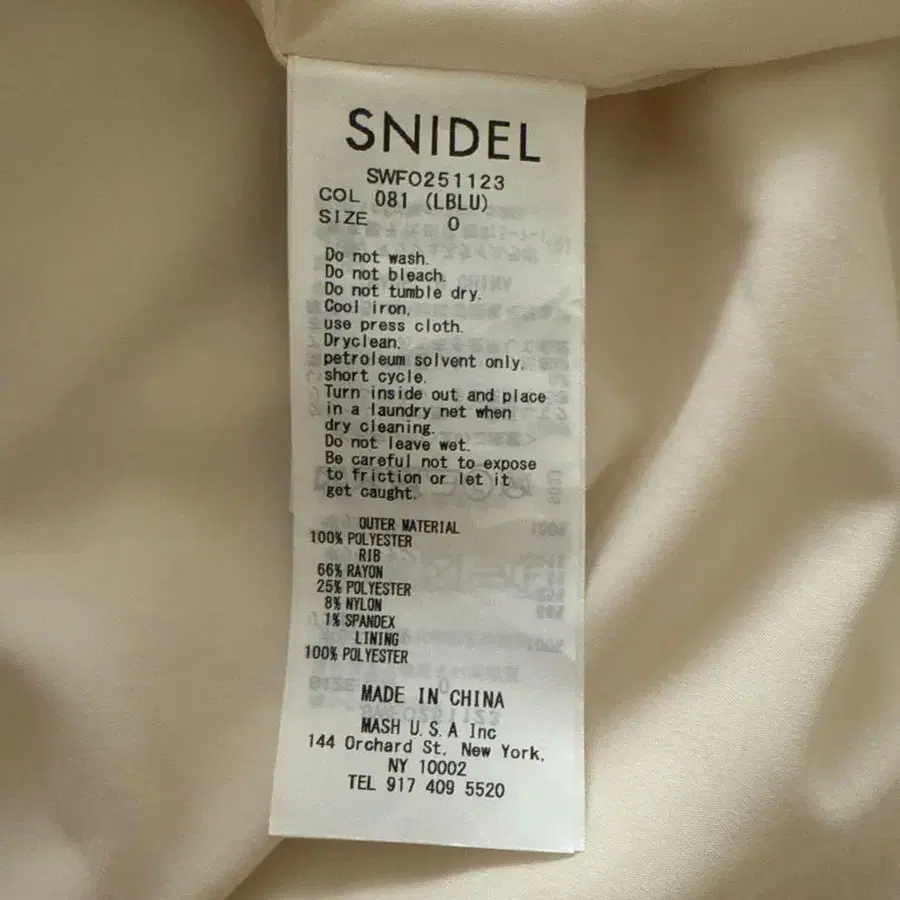 SNIDEL
SWFO251123
COL 081 (LBLU)
SIZE 0
Do not wash.
Do not bleach.
Do not tumble dry.
Cool iron,
use press cloth.
Dryclean,
petroleum solvent only,
short cycle.
Turn inside out and place
in a laundry net when
dry cleaning.
Do not leave wet.
Be careful not to expose
to friction or let it
get caught.
OUTER MATERIAL
100% POLYESTER
RIB
66% RAYON
25% POLYESTER
8% NYLON
1% SPANDEX
LINING
100% POLYESTER
MADE IN CHINA
MASH U.S.A Inc
144 Orchard St. New York,
NY 10002
TEL 917 409 5520